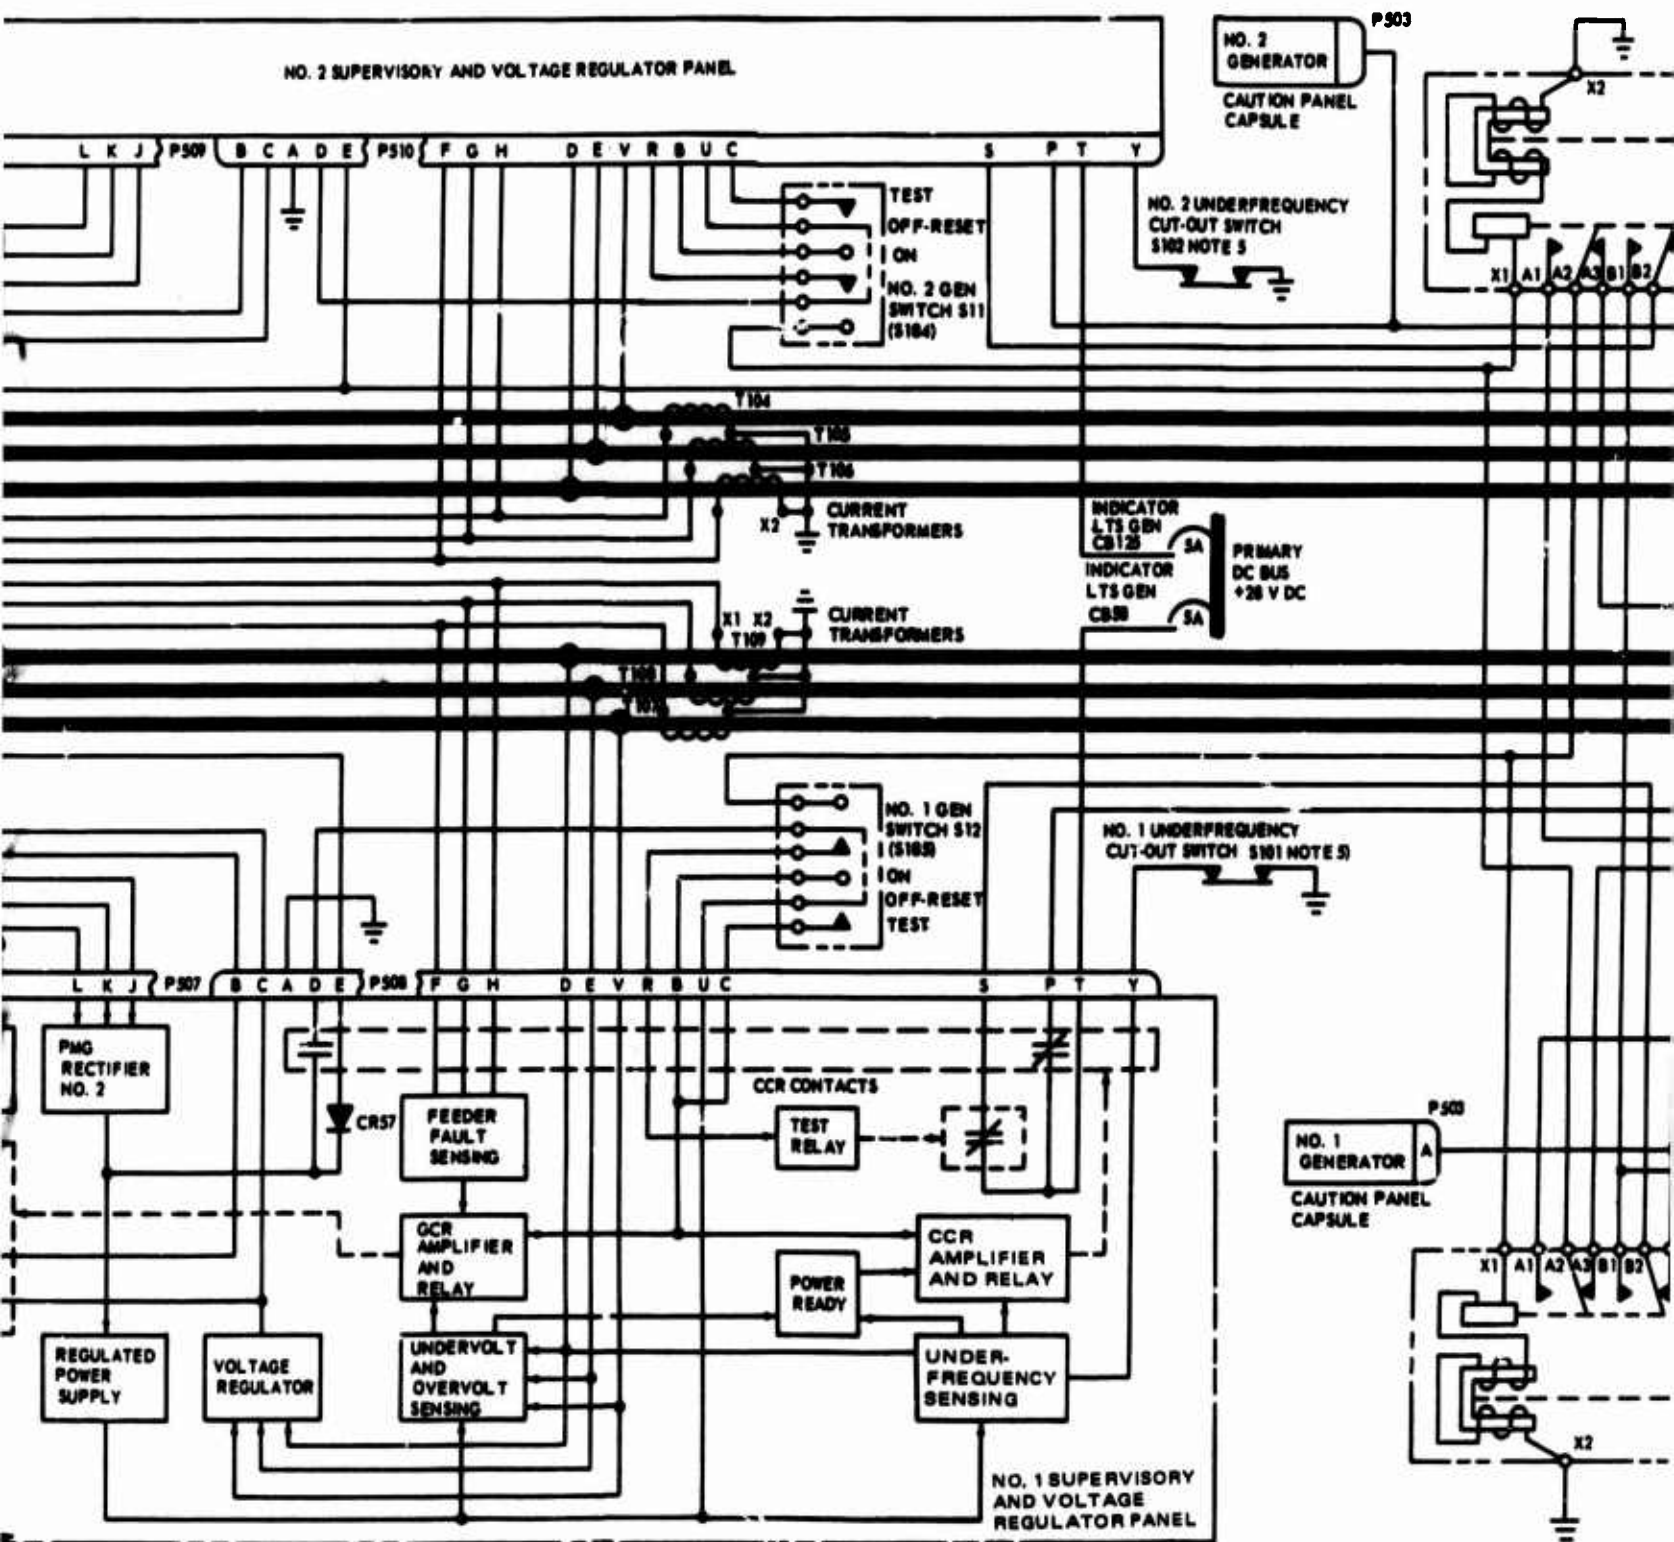 NO. 2 SUPERVISORY AND VOLTAGE REGULATOR PANEL
P503
NO. 2
GENERATOR
CAUTION PANEL
CAPSULE
X2
L K J P509 B C A D E P510 F G H D E V R B U C S P T Y
TEST
OFF-RESET
ON
NO. 2 GEN
SWITCH S11
(S184)
NO. 2 UNDERFREQUENCY
CUT-OUT SWITCH
S102 NOTE 5
X1 A1 A2 A3 B1 B2
T104
T105
T106
X2
CURRENT
TRANSFORMERS
INDICATOR
LTS GEN
CB125
5A
INDICATOR
LTS GEN
5A
PRIMARY
DC BUS
+28 V DC
X1 X2
T109
CURRENT
TRANSFORMERS
T108
NO. 1 GEN
SWITCH S12
(S185)
ON
OFF-RESET
TEST
NO. 1 UNDERFREQUENCY
CUT-OUT SWITCH S101 NOTE 5)
L K J P507 B C A D E P508 F G H D E V R B U C S P T Y
PMG
RECTIFIER
NO. 2
CR57
FEEDER
FAULT
SENSING
CCR CONTACTS
TEST
RELAY
P503
NO. 1
GENERATOR
A
CAUTION PANEL
CAPSULE
GCR
AMPLIFIER
AND
RELAY
POWER
READY
CCR
AMPLIFIER
AND RELAY
X1 A1 A2 A3 B1 B2
REGULATED
POWER
SUPPLY
VOLTAGE
REGULATOR
UNDERVOLT
AND
OVERVOLT
SENSING
UNDER-
FREQUENCY
SENSING
X2
NO. 1 SUPERVISORY
AND VOLTAGE
REGULATOR PANEL